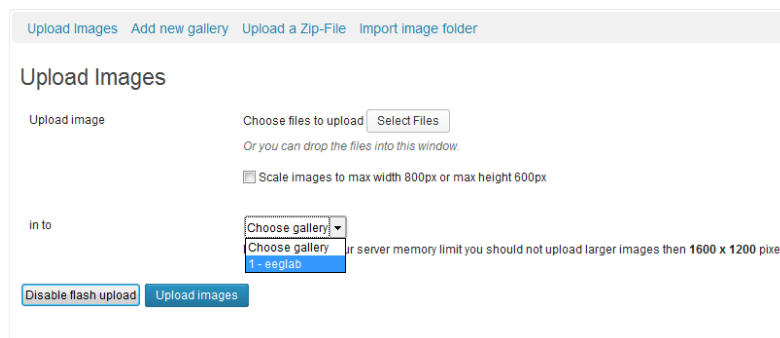 Upload Images Add new gallery Upload a Zip-File Import image folder
Upload Images
Upload image Choose files to upload Select Files
Or you can drop the files into this window.
Scale images to max width 800px or max height 600px
in to Choose gallery
Choose gallery ur server memory limit you should not upload larger images then 1600 x 1200 pixe
1 - eeglab
Disable flash upload Upload images